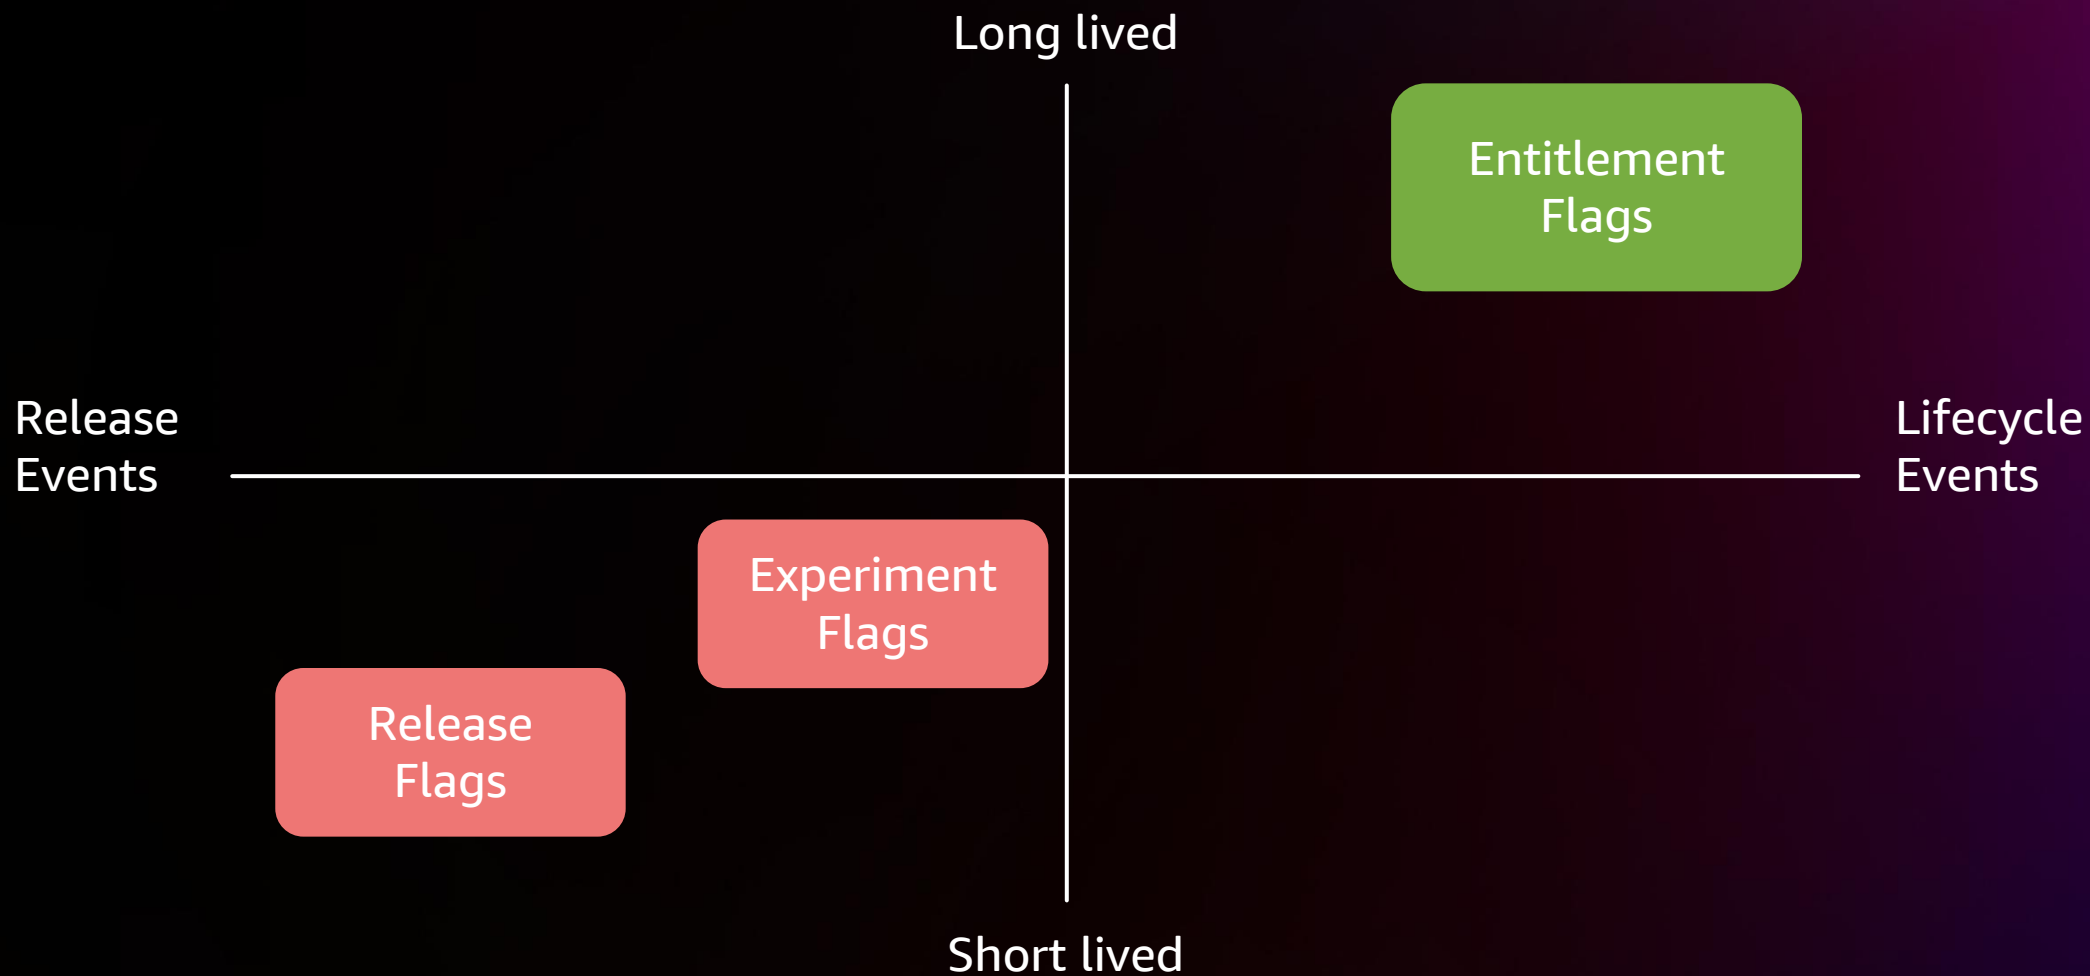 Long lived
Entitlement
Flags
Release
Events
Lifecycle
Events
Experiment
Flags
Release
Flags
Short lived